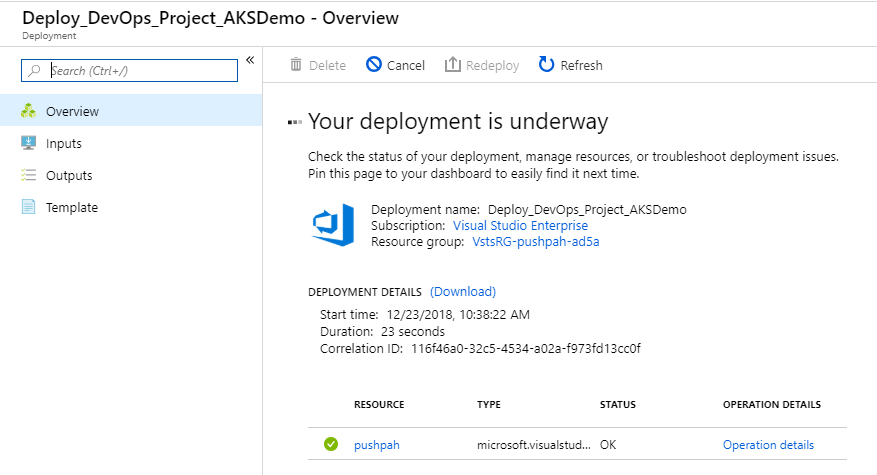 Deploy_DevOps_Project_AKSDemo - Overview
Deployment
Search (Ctrl+/)
«
Overview
Inputs
Outputs
Template
Delete Cancel Redeploy Refresh
Your deployment is underway
Check the status of your deployment, manage resources, or troubleshoot deployment issues.
Pin this page to your dashboard to easily find it next time.
Deployment name: Deploy_DevOps_Project_AKSDemo
Subscription: Visual Studio Enterprise
Resource group: VstsRG-pushpah-ad5a
DEPLOYMENT DETAILS (Download)
Start time: 12/23/2018, 10:38:22 AM
Duration: 23 seconds
Correlation ID: 116f46a0-32c5-4534-a02a-f973fd13cc0f
RESOURCE TYPE STATUS OPERATION DETAILS
pushpah microsoft.visualstud... OK Operation details